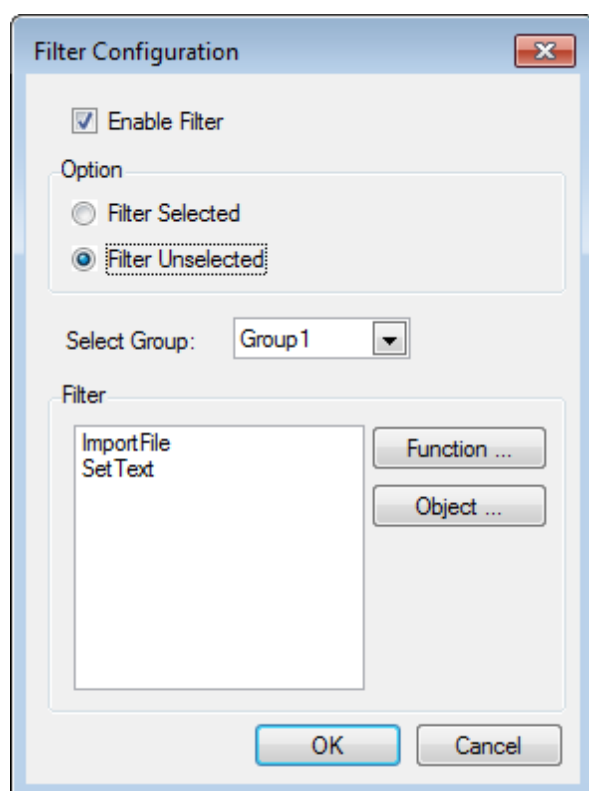 Filter Configuration
Enable Filter
Option
Filter Selected
Filter Unselected
Select Group: Group1
Filter
ImportFile
SetText
Function ...
Object ...
OK Cancel